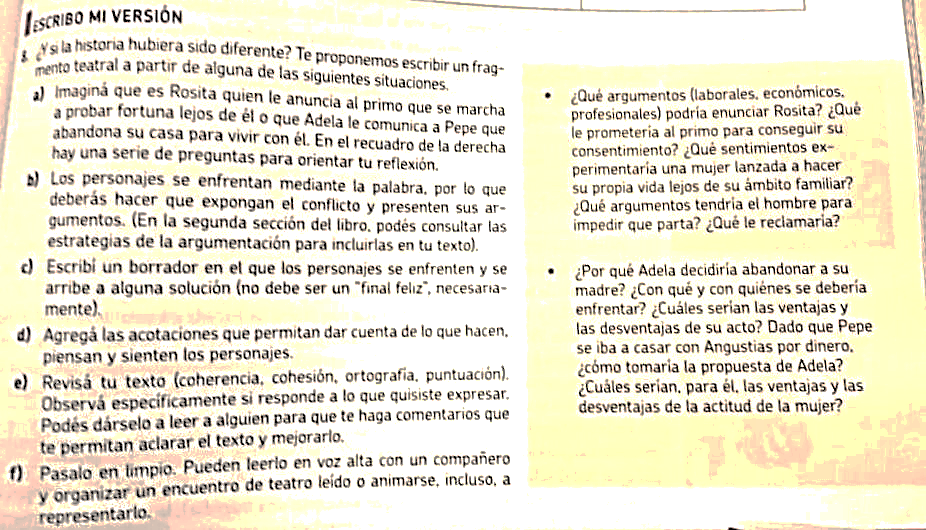 ESCRIBO MI VERSIÓN
3. ¿Y si la historia hubiera sido diferente? Te proponemos escribir un frag-
mento teatral a partir de alguna de las siguientes situaciones.
a) Imaginá que es Rosita quien le anuncia al primo que se marcha
a probar fortuna lejos de él o que Adela le comunica a Pepe que
abandona su casa para vivir con él. En el recuadro de la derecha
hay una serie de preguntas para orientar tu reflexión.
b) Los personajes se enfrentan mediante la palabra, por lo que
deberás hacer que expongan el conflicto y presenten sus ar-
gumentos. (En la segunda sección del libro, podés consultar las
estrategias de la argumentación para incluirlas en tu texto).
c) Escribí un borrador en el que los personajes se enfrenten y se
arribe a alguna solución (no debe ser un "final feliz", necesaria-
mente).
d) Agregá las acotaciones que permitan dar cuenta de lo que hacen,
piensan y sienten los personajes.
e) Revisá tu texto (coherencia, cohesión, ortografía, puntuación).
Observá específicamente si responde a lo que quisiste expresar.
Podés dárselo a leer a alguien para que te haga comentarios que
te permitan aclarar el texto y mejorarlo.
f) Pasalo en limpio. Pueden leerlo en voz alta con un compañero
y organizar un encuentro de teatro leído o animarse, incluso, a
representarlo.
• ¿Qué argumentos (laborales, económicos,
profesionales) podría enunciar Rosita? ¿Qué
le prometería al primo para conseguir su
consentimiento? ¿Qué sentimientos ex-
perimentaría una mujer lanzada a hacer
su propia vida lejos de su ámbito familiar?
¿Qué argumentos tendría el hombre para
impedir que parta? ¿Qué le reclamaría?
• ¿Por qué Adela decidiría abandonar a su
madre? ¿Con qué y con quiénes se debería
enfrentar? ¿Cuáles serían las ventajas y
las desventajas de su acto? Dado que Pepe
se iba a casar con Angustias por dinero,
¿cómo tomaría la propuesta de Adela?
¿Cuáles serían, para él, las ventajas y las
desventajas de la actitud de la mujer?